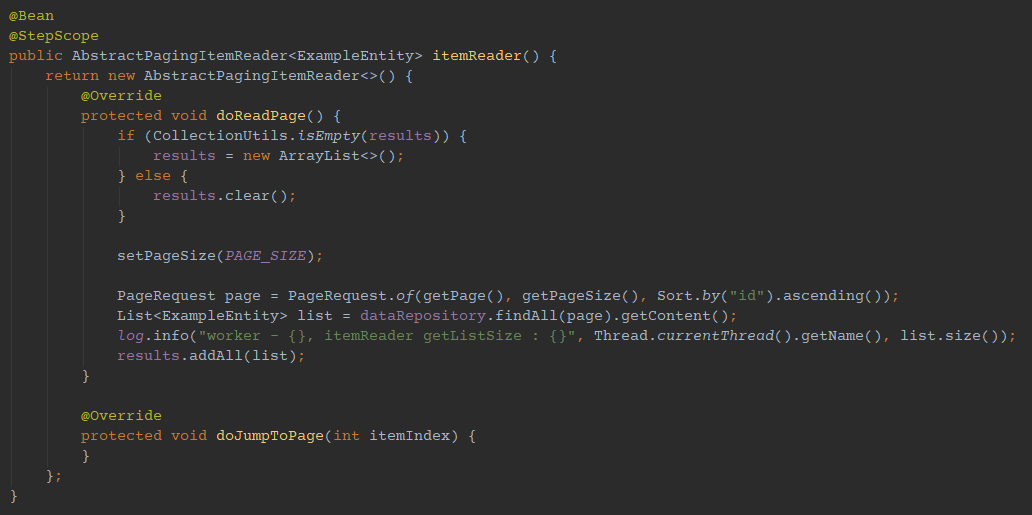 @Bean
@StepScope
public AbstractPagingItemReader<ExampleEntity> itemReader() {
    return new AbstractPagingItemReader<>() {
        @Override
        protected void doReadPage() {
            if (CollectionUtils.isEmpty(results)) {
                results = new ArrayList<>();
            } else {
                results.clear();
            }

            setPageSize(PAGE_SIZE);

            PageRequest page = PageRequest.of(getPage(), getPageSize(), Sort.by("id").ascending());
            List<ExampleEntity> list = dataRepository.findAll(page).getContent();
            log.info("worker - {}, itemReader getListSize : {}", Thread.currentThread().getName(), list.size());
            results.addAll(list);
        }

        @Override
        protected void doJumpToPage(int itemIndex) {
        }
    };
}